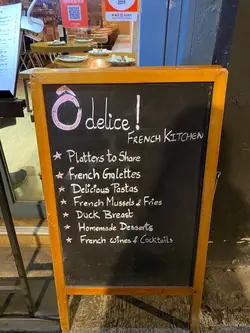 Ô delice!
FRENCH KITCHEN
Platters to Share
French Galettes
Delicious Pastas
French Mussels & Fries
Duck Breast
Homemade Desserts
French Wines & Cocktails